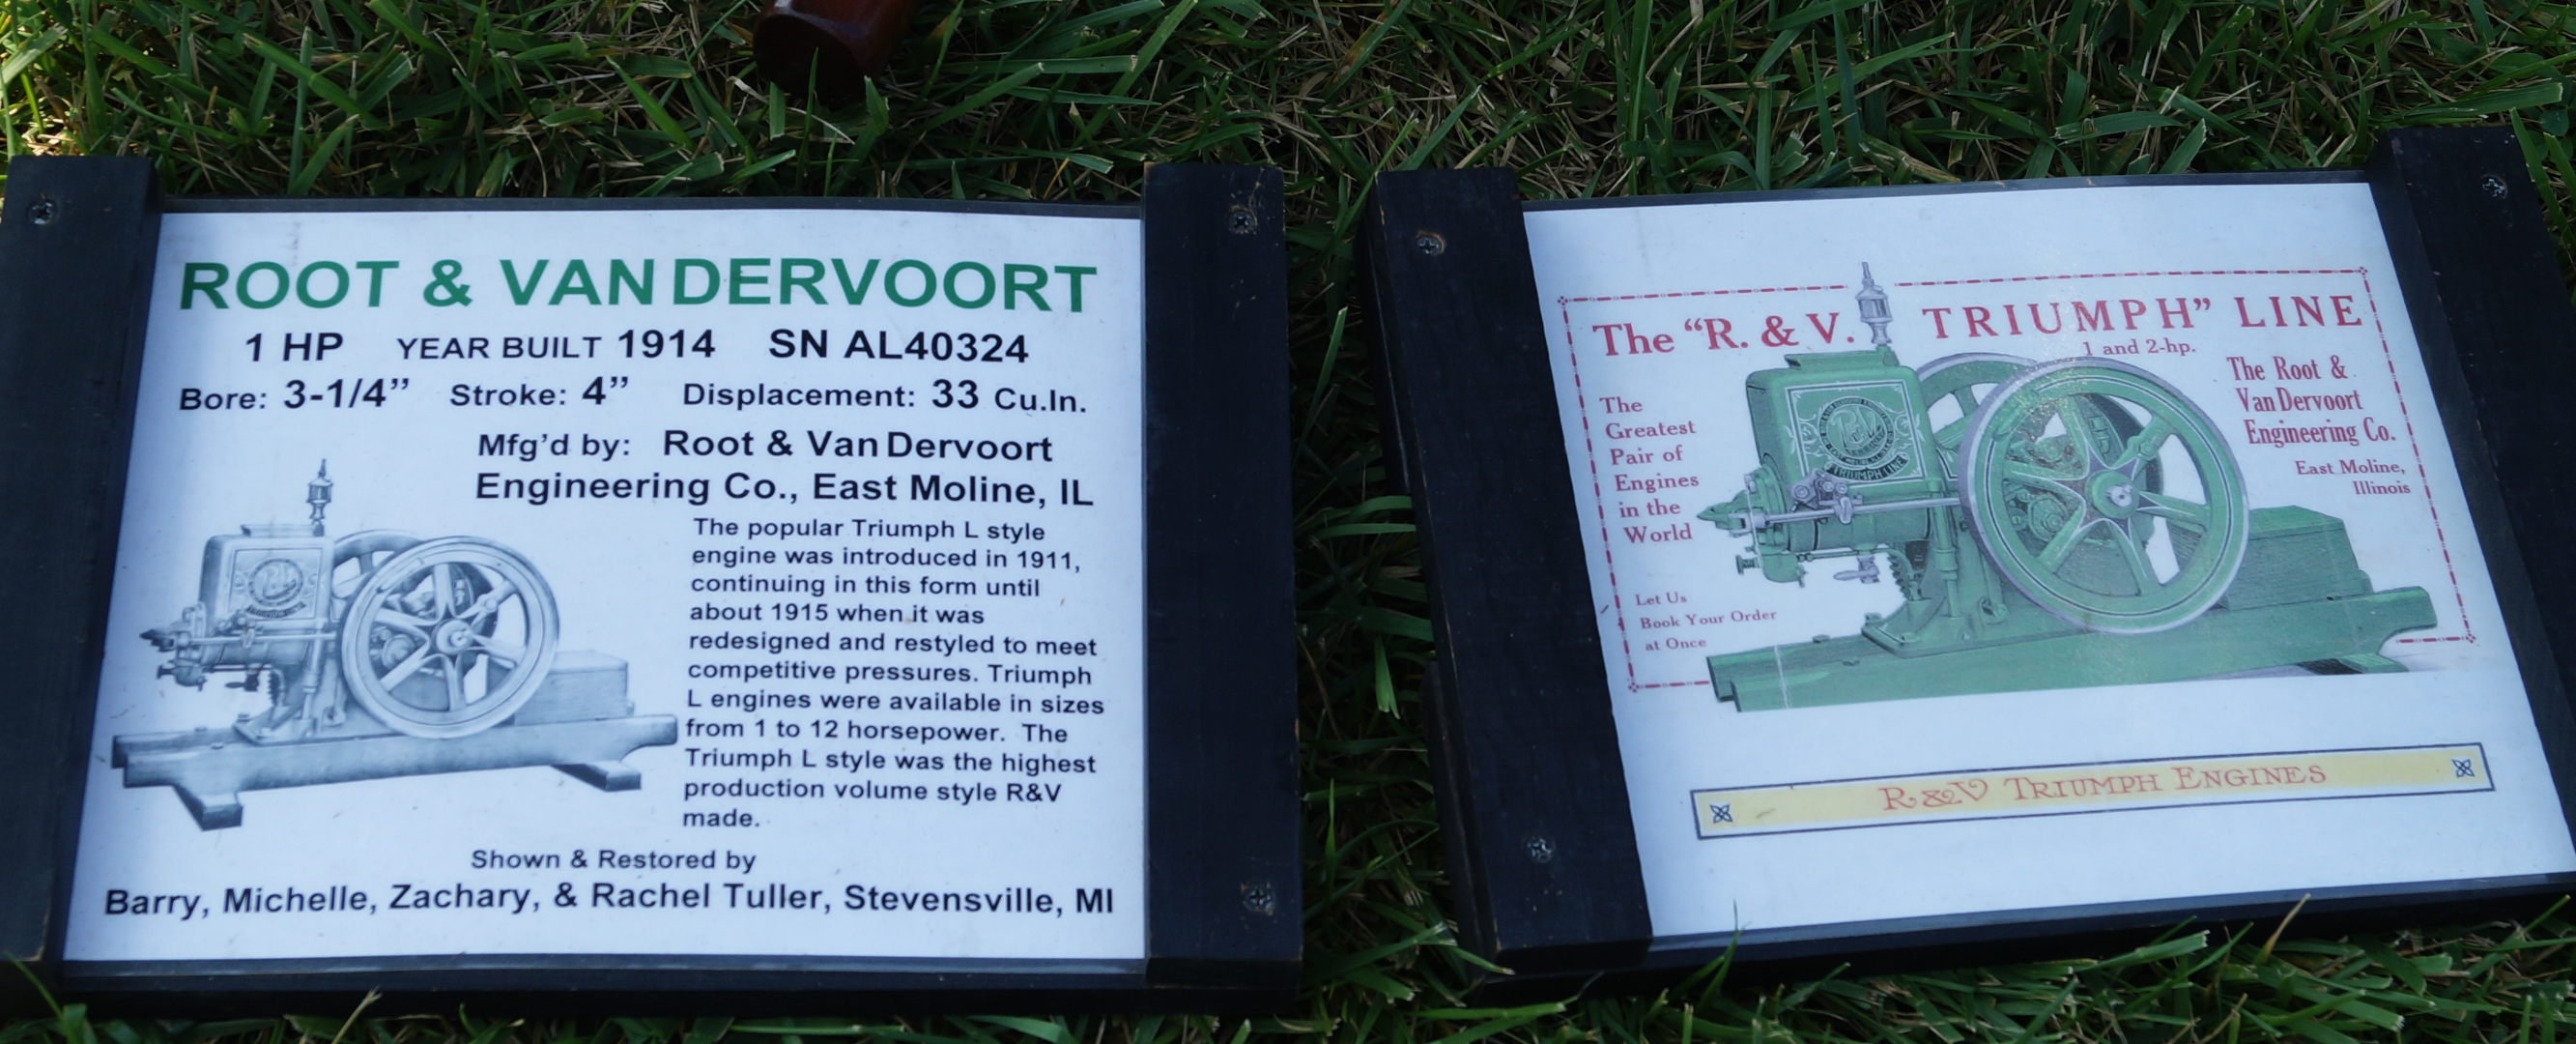 ROOT & VAN DERVOORT
1 HP YEAR BUILT 1914 SN AL40324
Bore: 3-1/4” Stroke: 4” Displacement: 33 Cu.In.
Mfg’d by: Root & Van Dervoort
Engineering Co., East Moline, IL
The popular Triumph L style
engine was introduced in 1911,
continuing in this form until
about 1915 when it was
redesigned and restyled to meet
competitive pressures. Triumph
L engines were available in sizes
from 1 to 12 horsepower. The
Triumph L style was the highest
production volume style R&V
made.
Shown & Restored by
Barry, Michelle, Zachary, & Rachel Tuller, Stevensville, MI
The “R. & V. TRIUMPH” LINE
1 and 2-hp.
The
Greatest
Pair of
Engines
in the
World
Let Us
Book Your Order
at Once
The Root &
Van Dervoort
Engineering Co.
East Moline,
Illinois
R&V
TRIUMPH LINE
R&V TRIUMPH ENGINES